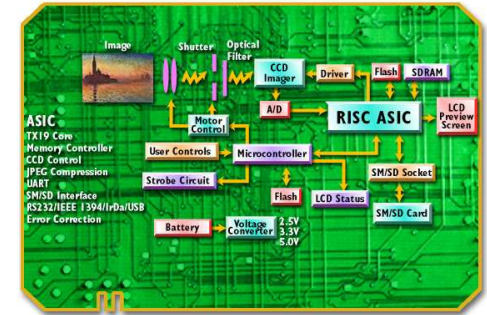 Image
Shutter
Optical
Filter
CCD
Imager
Driver
Flash
SDRAM
A/D
RISC ASIC
LCD
Preview
Screen
Motor
Control
ASIC
TX19 Core
Memory Controller
CCD Control
JPEG Compression
UART
SM/SD Interface
RS232/IEEE 1394/IrDa/USB
Error Correction
User Controls
Microcontroller
Strobe Circuit
Flash
LCD Status
SM/SD Socket
SM/SD Card
Battery
Voltage
Converter
2.5V
3.3V
5.0V